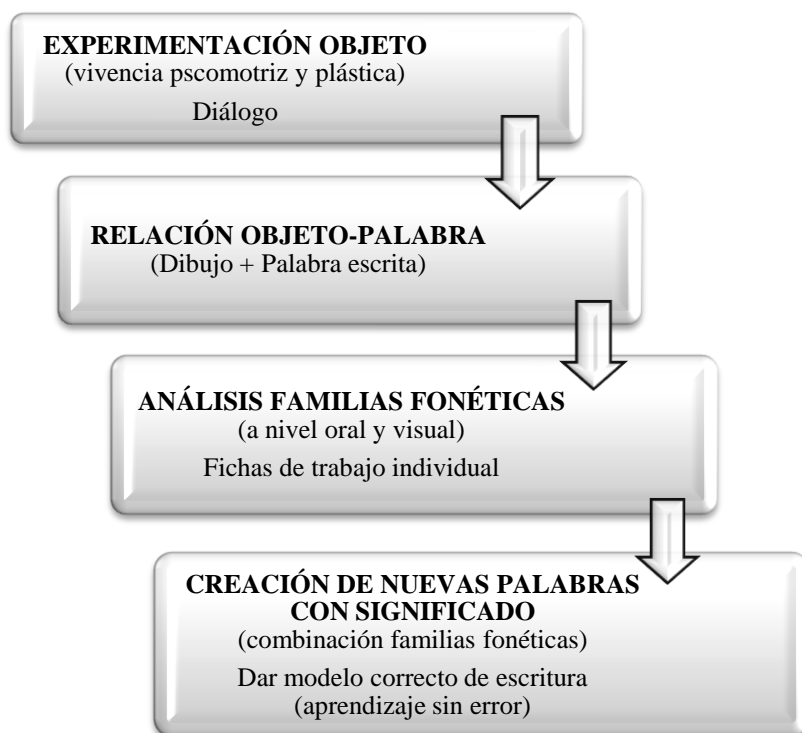 EXPERIMENTACIÓN OBJETO
(vivencia pscomotriz y plástica)
Diálogo
RELACIÓN OBJETO-PALABRA
(Dibujo + Palabra escrita)
ANÁLISIS FAMILIAS FONÉTICAS
(a nivel oral y visual)
Fichas de trabajo individual
CREACIÓN DE NUEVAS PALABRAS
CON SIGNIFICADO
(combinación familias fonéticas)
Dar modelo correcto de escritura
(aprendizaje sin error)